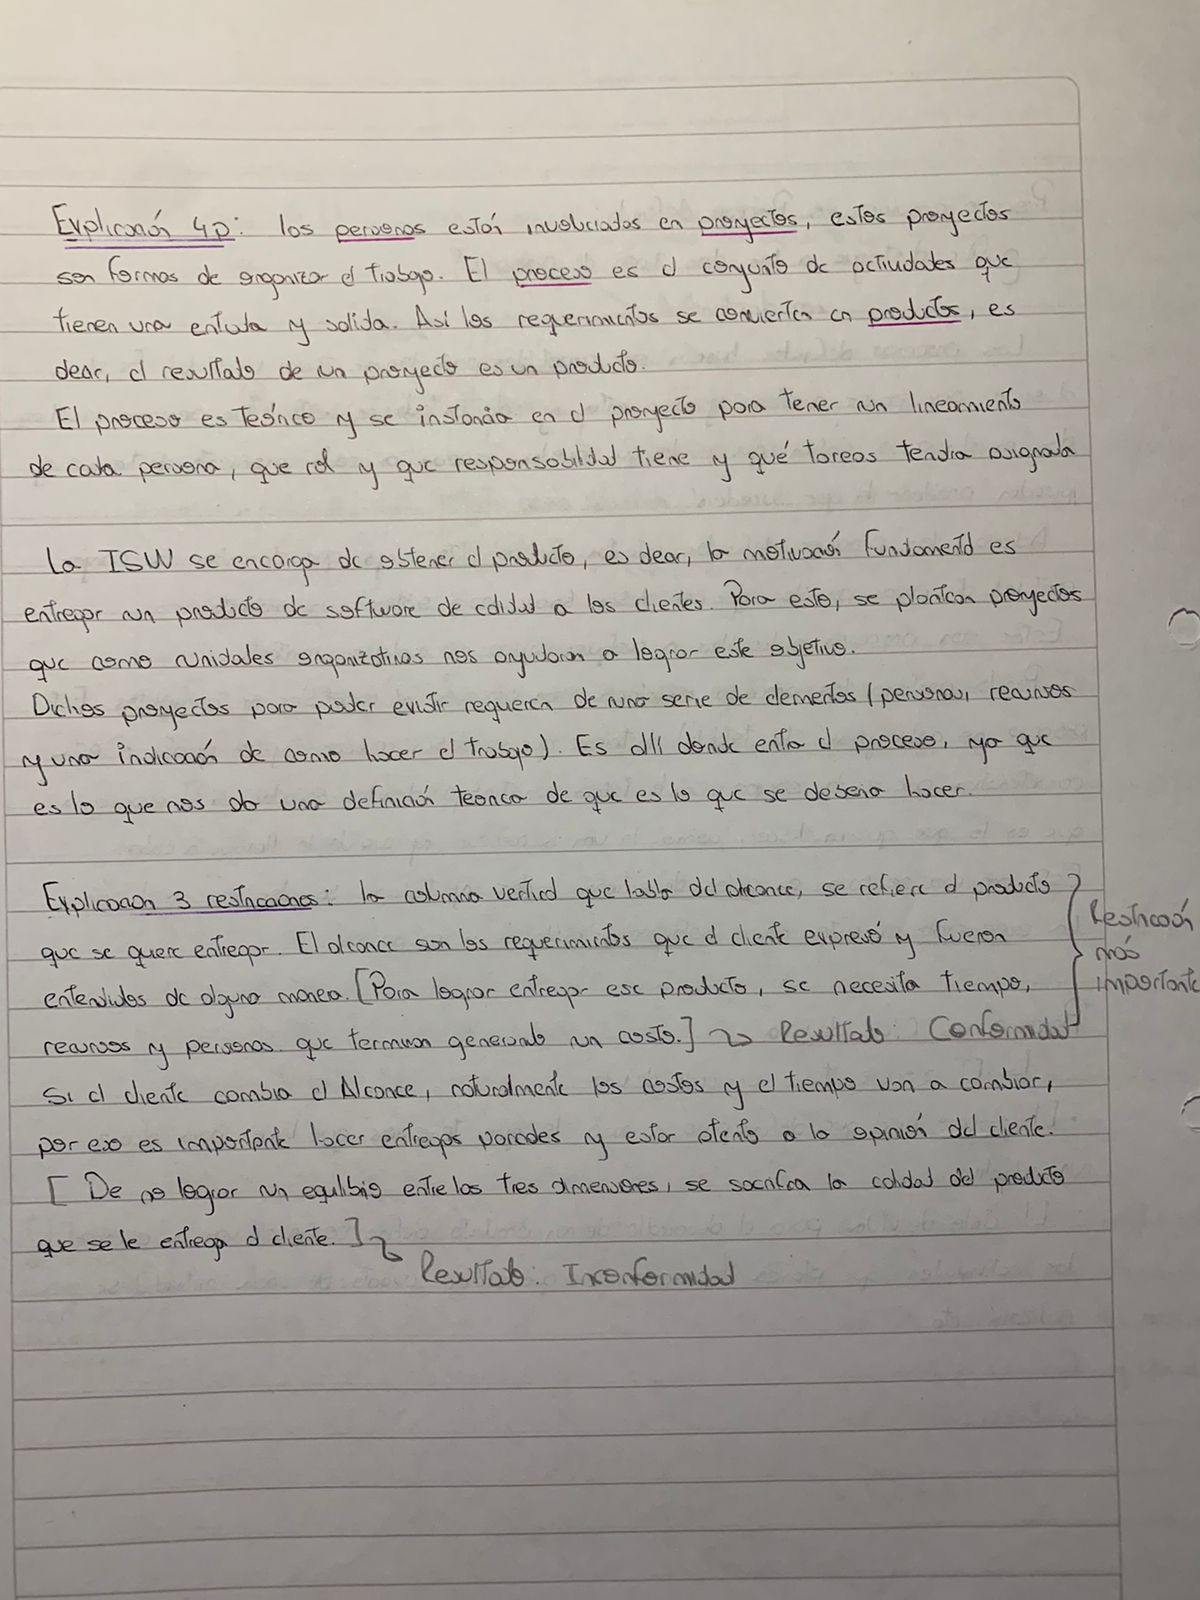 Explicación 4P: las personas están involucradas en proyectos, estos proyectos
son formas de organizar el trabajo. El proceso es el conjunto de actividades que
tienen una entrada y salida. Así los requerimientos se convierten en productos, es
decir, el resultado de un proyecto es un producto.
El proceso es teórico y se instancia en el proyecto para tener un lineamiento
de cada persona, que rol y que responsabilidad tiene y qué tareas tendra asignada
La ISW se encarga de obtener el producto, es decir, la motivación fundamental es
entregar un producto de software de calidad a los clientes. Para esto, se plantean proyectos
que como unidades organizativas nos ayudaran a lograr este objetivo.
Dichos proyectos para poder existir requieren de una serie de elementos (personas, recursos
y una indicación de como hacer el trabajo). Es allí donde entra el proceso, ya que
es lo que nos da una definición teorica de que es lo que se deseria hacer.
Explicacion 3 restricciones: la columna vertical que habla del alcance, se refiere al producto
que se quiere entregar. El alcance son los requerimientos que el cliente expresó y fueron
entendidos de alguna manera. [Para lograr entregar ese producto, se necesita tiempo,
recursos y personas que terminan generando un costo.] → Resultado: Conformidad
Restricción
más
importante
Si el cliente cambia el Alcance, naturalmente los costos y el tiempo van a cambiar,
por eso es importante hacer entregas parciales y estar atento a la opinión del cliente.
[ De no lograr un equilibrio entre las tres dimensiones, se sacrifica la calidad del producto
que se le entrega al cliente. ]
Resultado: Inconformidad